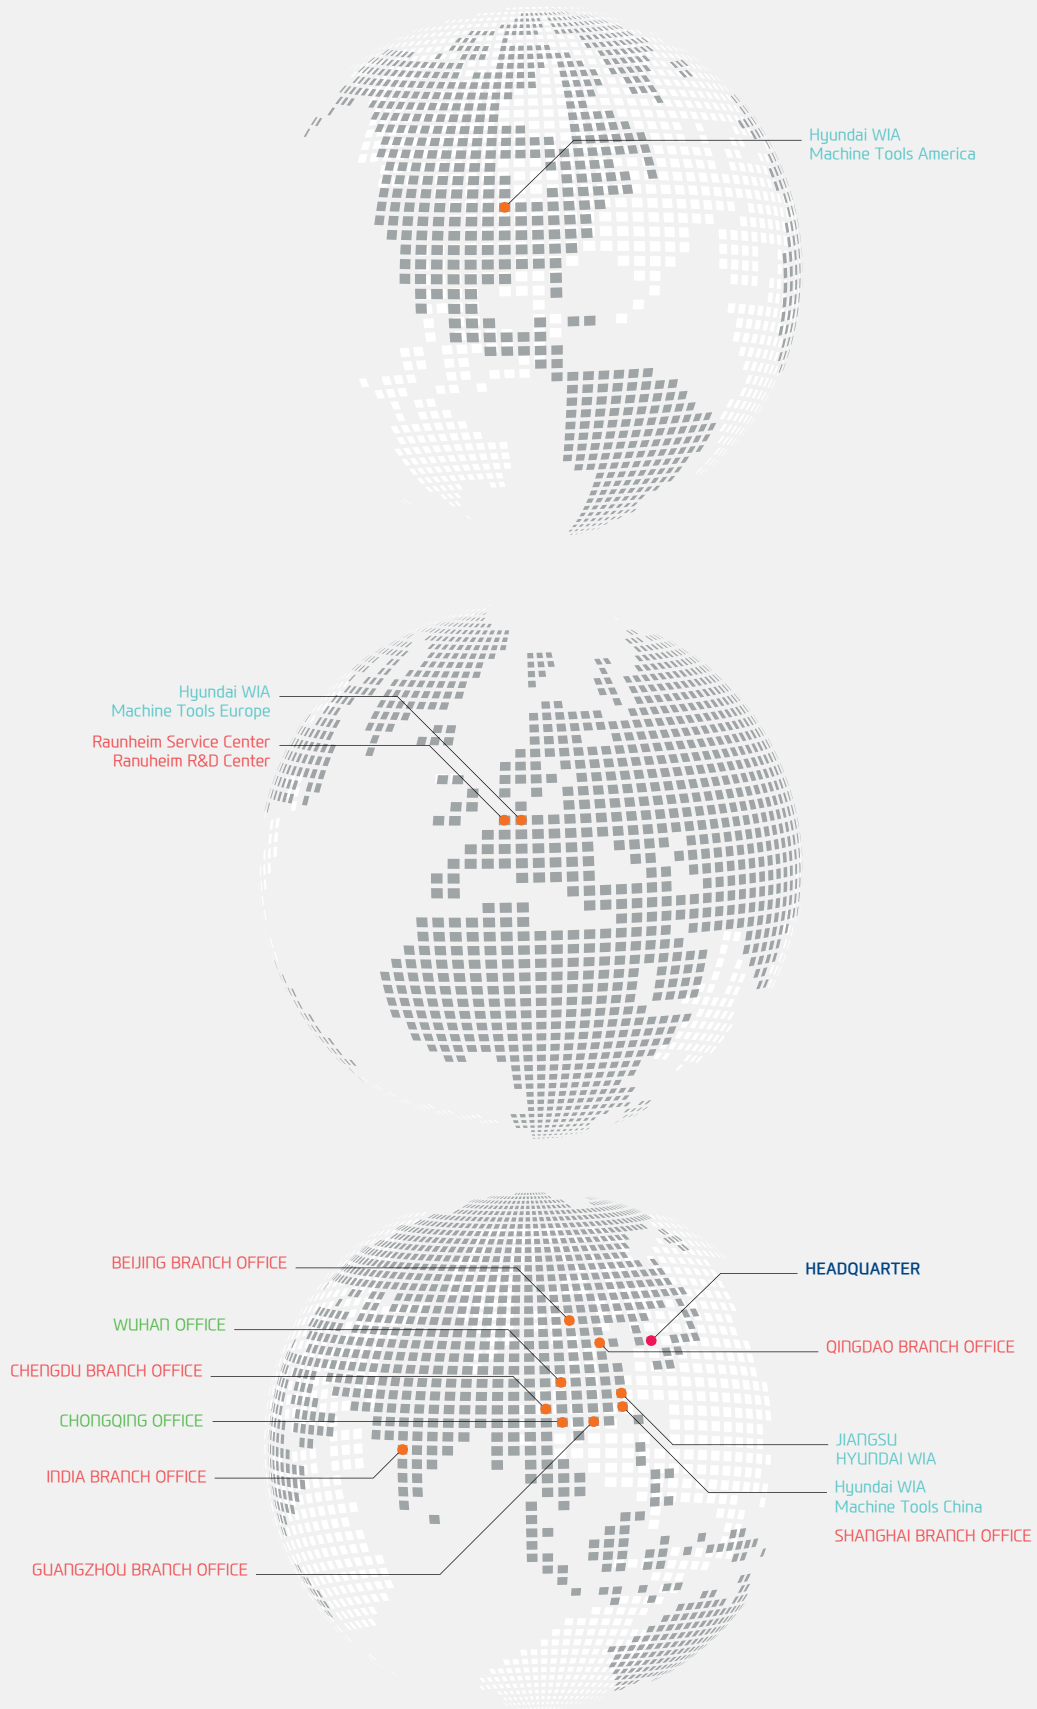 Hyundai WIA
Machine Tools America
Hyundai WIA
Machine Tools Europe
Raunheim Service Center
Ranuheim R&D Center
BEIJING BRANCH OFFICE
HEADQUARTER
WUHAN OFFICE
QINGDAO BRANCH OFFICE
CHENGDU BRANCH OFFICE
CHONGQING OFFICE
JIANGSU
HYUNDAI WIA
INDIA BRANCH OFFICE
Hyundai WIA
Machine Tools China
SHANGHAI BRANCH OFFICE
GUANGZHOU BRANCH OFFICE